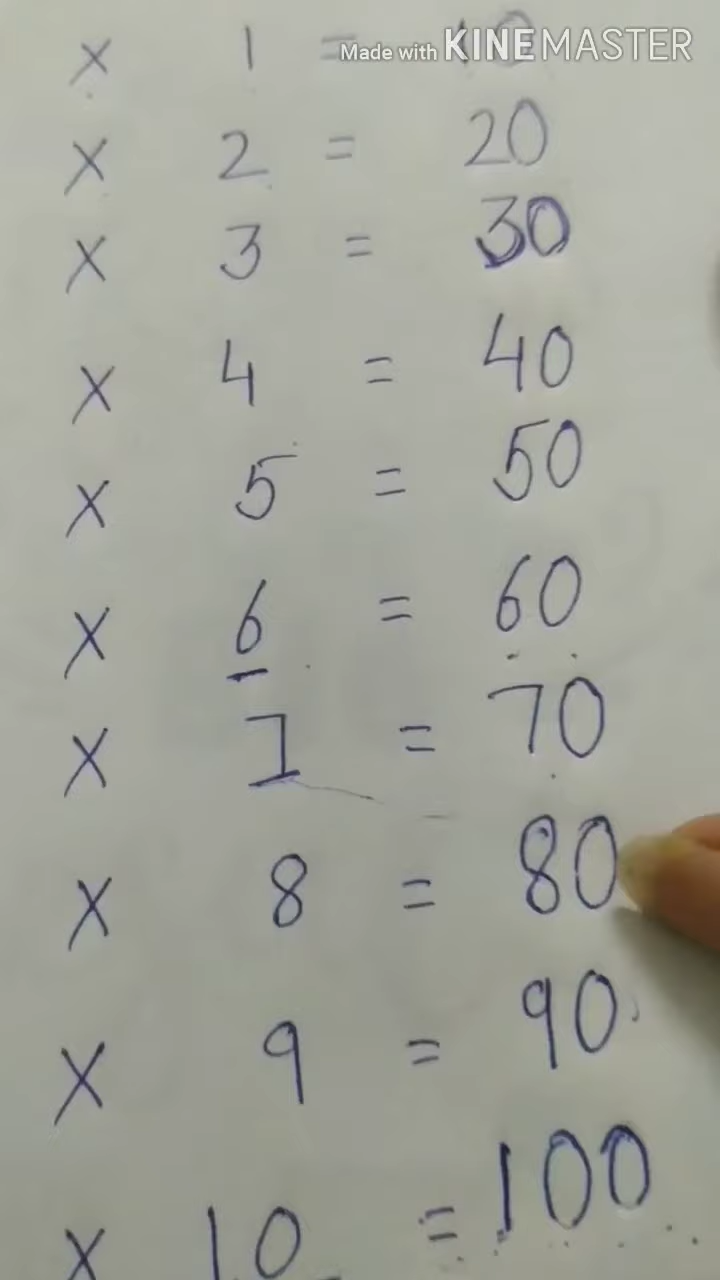 Made with KINEMASTER
× 1 = 10
× 2 = 20
× 3 = 30
× 4 = 40
× 5 = 50
× 6 = 60
× 7 = 70
× 8 = 80
× 9 = 90
× 10 = 100